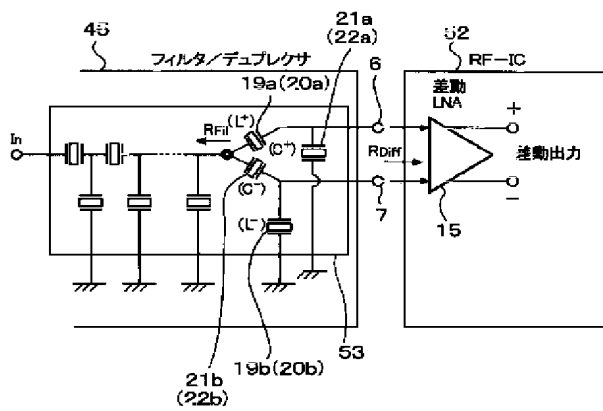 21a
(22a)
45
52
フィルタ/デュプレクサ
RF-IC
19a(20a)
6
差動
LNA
(L+)
RFil
(C+)
+
In
RDiff
差動出力
(C-)
-
7
15
(L-)
53
19b(20b)
21b
(22b)